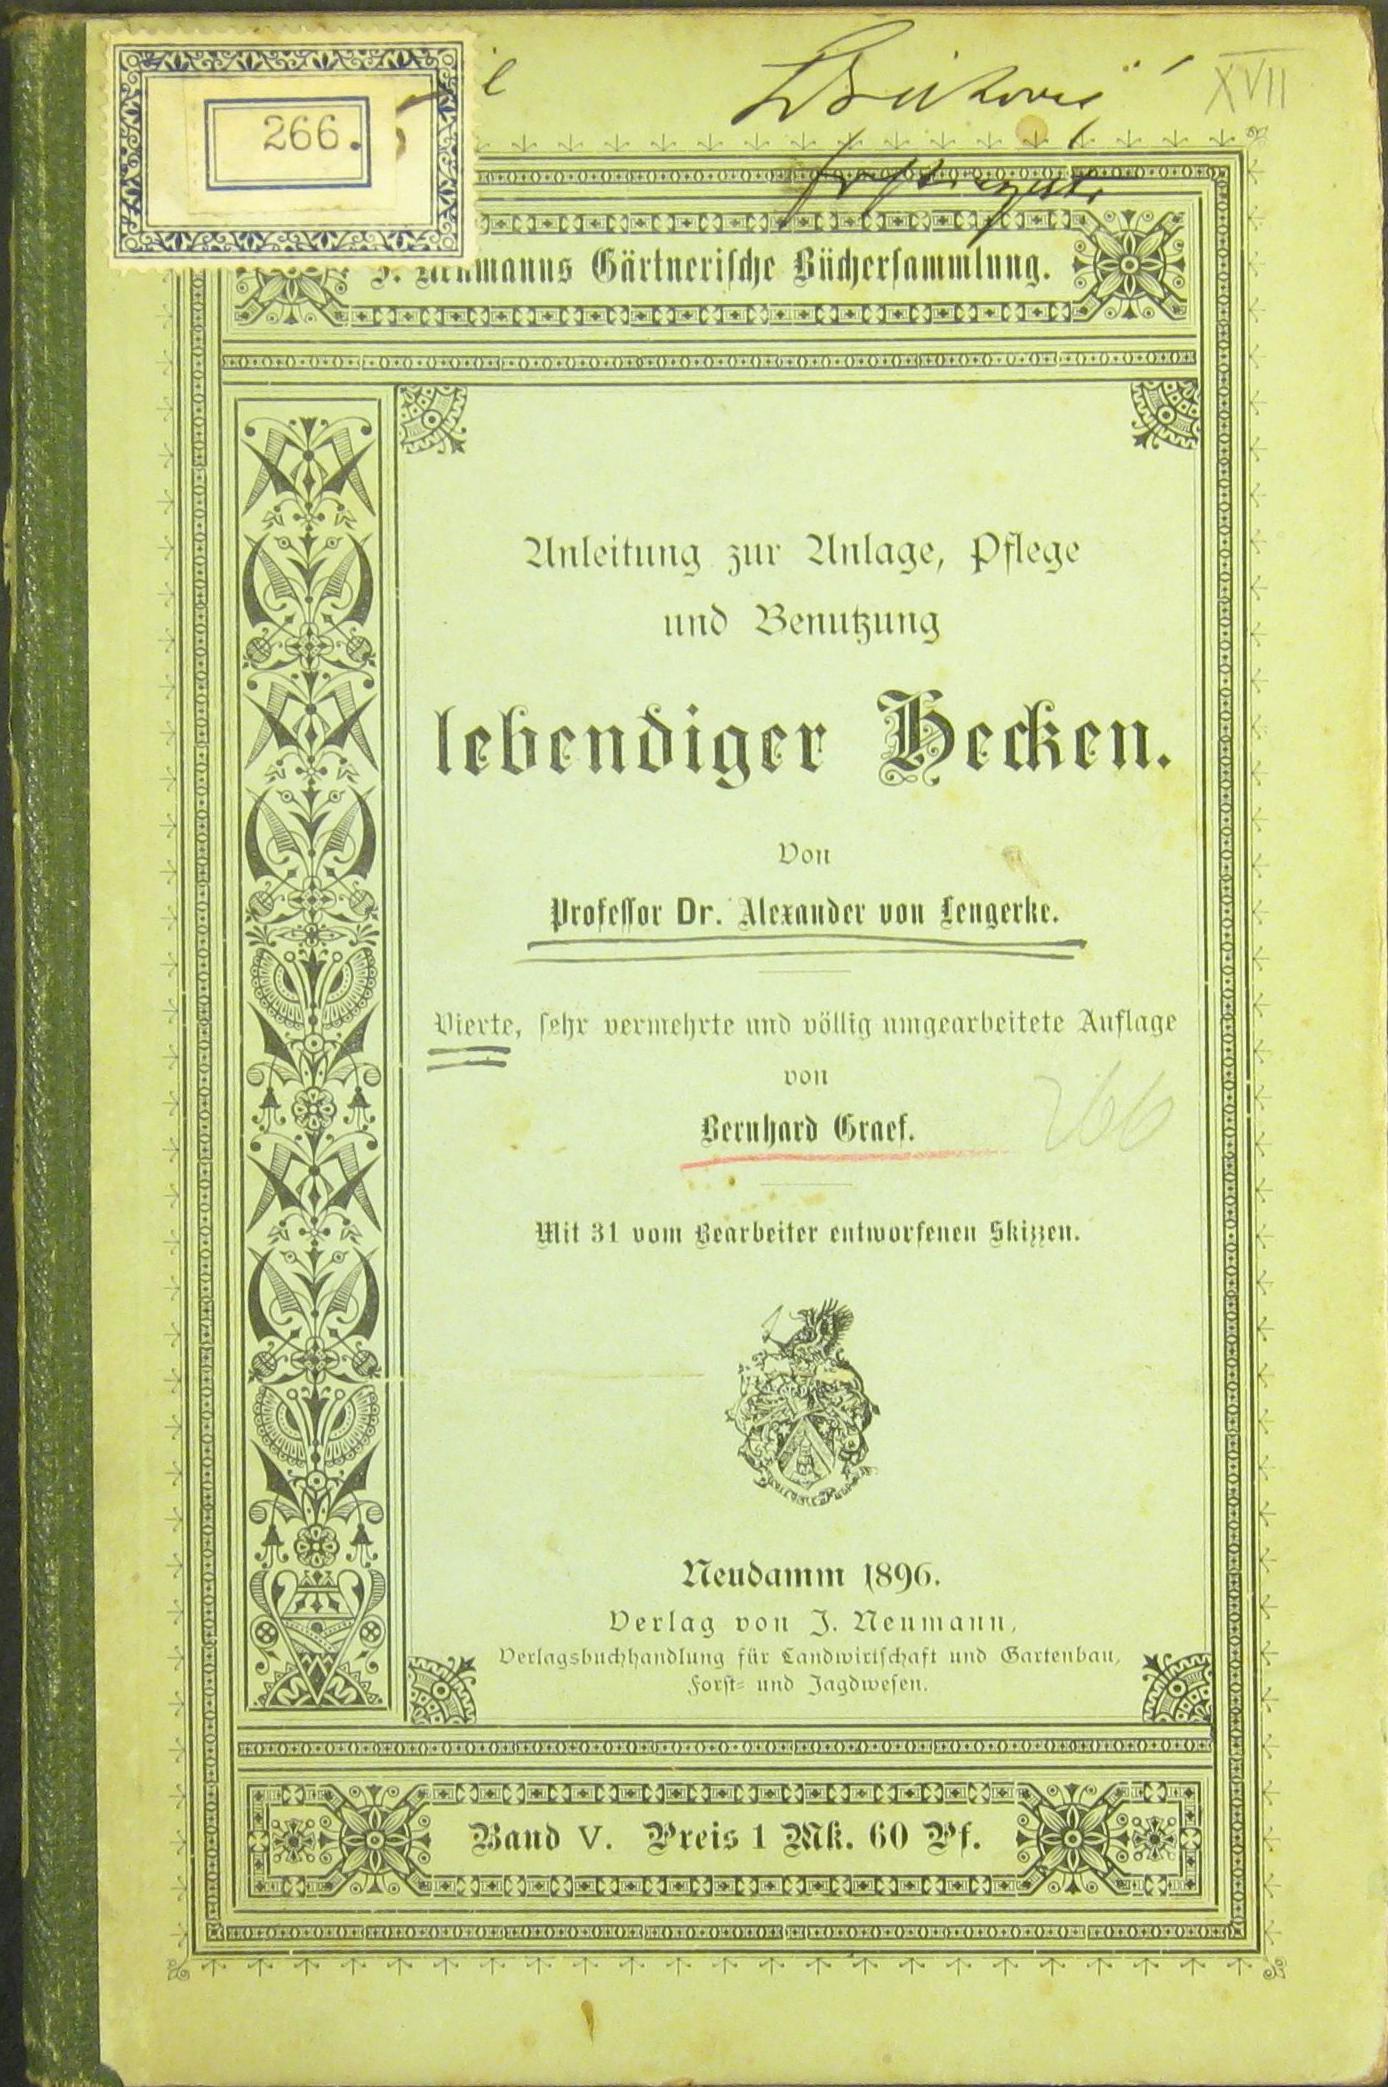 266.
XVII
J. Neumanns Gärtnerische Büchersammlung.
Anleitung zur Anlage, Pflege
und Benutzung
lebendiger Hecken.
Von
Professor Dr. Alexander von Lengerke.
Vierte, sehr vermehrte und völlig umgearbeitete Auflage
von
Bernhard Graef.
266
Mit 31 vom Bearbeiter entworfenen Skizzen.
Neudamm 1896.
Verlag von J. Neumann,
Verlagsbuchhandlung für Landwirtschaft und Gartenbau,
Forst- und Jagdwesen.
Band V. Preis 1 Mk. 60 Pf.